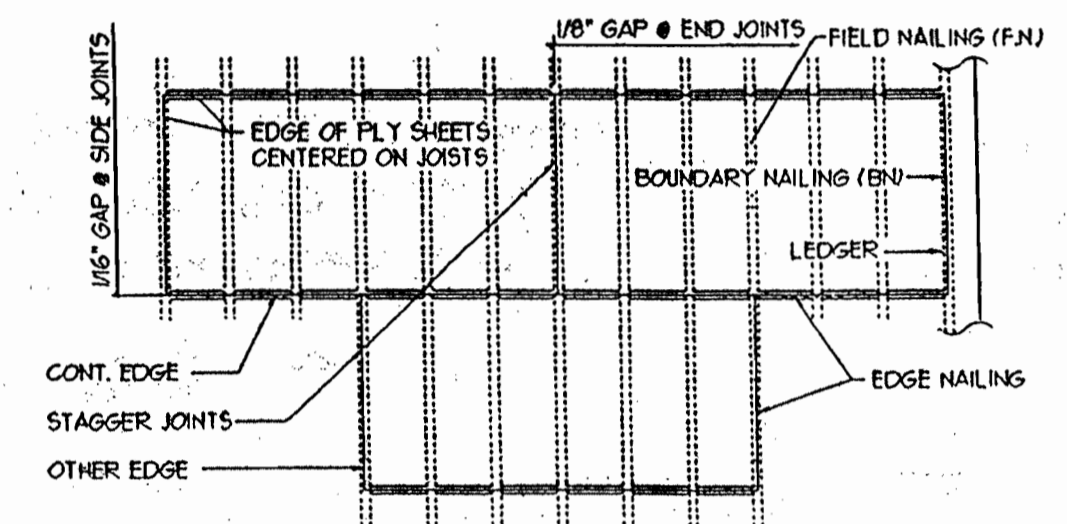 1/8" GAP @ END JOINTS
FIELD NAILING (F.N.)
1/16" GAP @ SIDE JOINTS
EDGE OF PLY SHEETS
CENTERED ON JOISTS
BOUNDARY NAILING (BN)
LEDGER
CONT. EDGE
EDGE NAILING
STAGGER JOINTS
OTHER EDGE